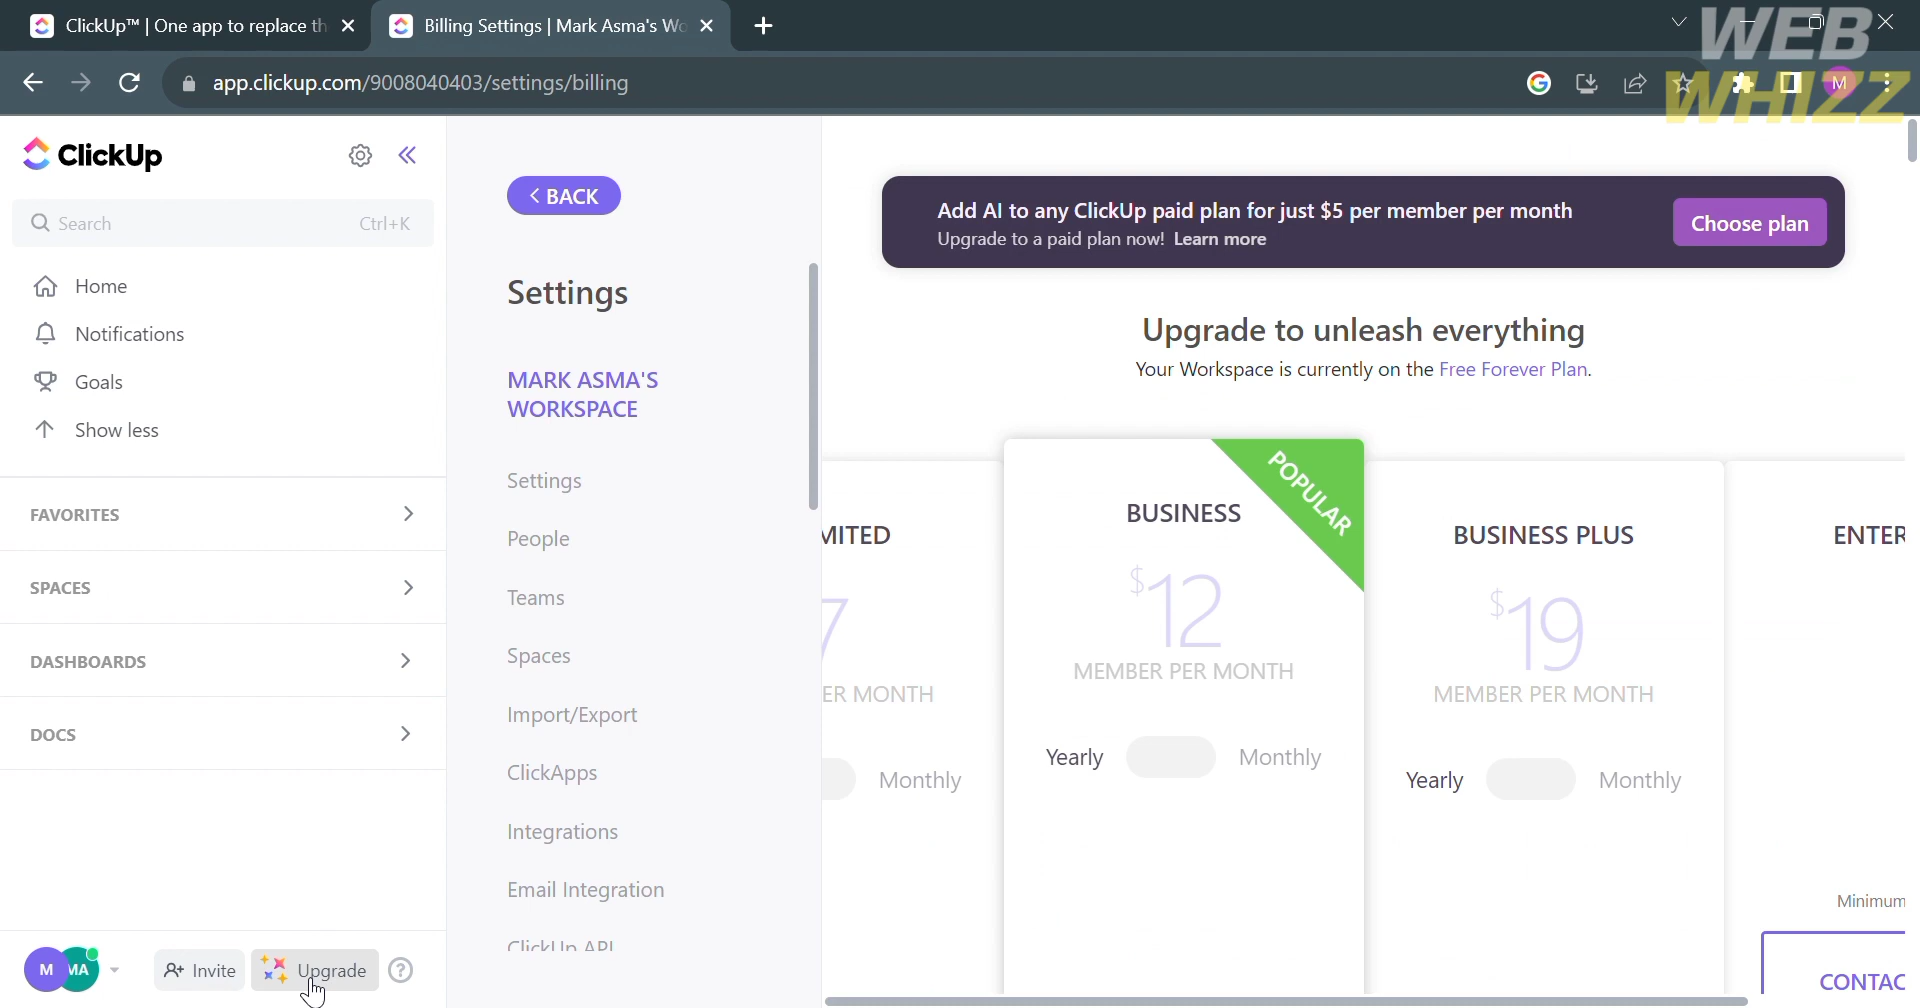 ClickUp™ | One app to replace th
Billing Settings | Mark Asma's Wo
WEB
WHIZZ
app.clickup.com/9008040403/settings/billing
M
ClickUp
Search
Ctrl+K
Home
Notifications
Goals
Show less
FAVORITES
SPACES
DASHBOARDS
DOCS
M
MA
Invite
Upgrade
?
BACK
Settings
MARK ASMA'S
WORKSPACE
Settings
People
Teams
Spaces
Import/Export
ClickApps
Integrations
Email Integration
ClickUp API
Add AI to any ClickUp paid plan for just $5 per member per month
Upgrade to a paid plan now! Learn more
Choose plan
Upgrade to unleash everything
Your Workspace is currently on the Free Forever Plan.
MITED
7
ER MONTH
Monthly
POPULAR
BUSINESS
$12
MEMBER PER MONTH
Yearly
Monthly
BUSINESS PLUS
$19
MEMBER PER MONTH
Yearly
Monthly
ENTER
Minimum
CONTAC